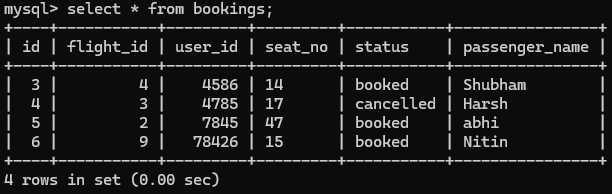 mysql> select * from bookings;
+----+-----------+---------+---------+-----------+----------------+
| id | flight_id | user_id | seat_no | status    | passenger_name |
+----+-----------+---------+---------+-----------+----------------+
|  3 |         4 |    4586 | 14      | booked    | Shubham        |
|  4 |         3 |    4785 | 17      | cancelled | Harsh          |
|  5 |         2 |    7845 | 47      | booked    | abhi           |
|  6 |         9 |   78426 | 15      | booked    | Nitin          |
+----+-----------+---------+---------+-----------+----------------+
4 rows in set (0.00 sec)